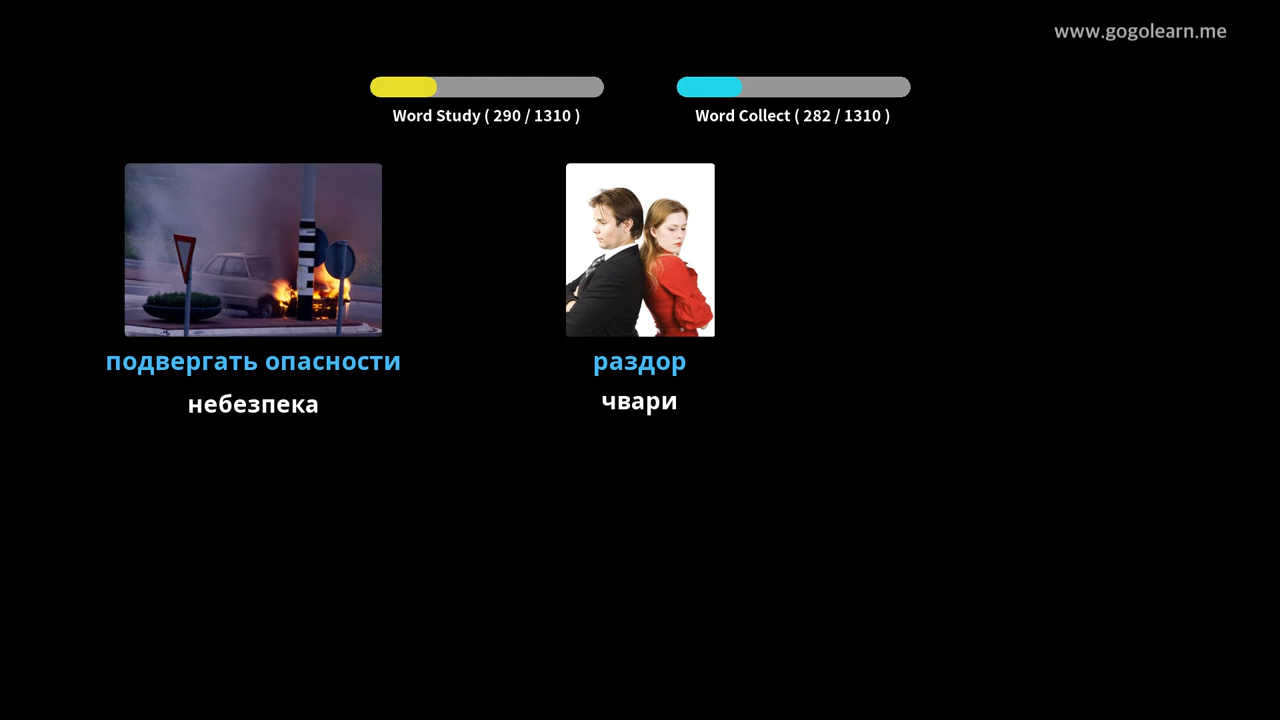 www.gogolearn.me
Word Study ( 290 / 1310 )
Word Collect ( 282 / 1310 )
подвергать опасности
небезпека
раздор
чвари